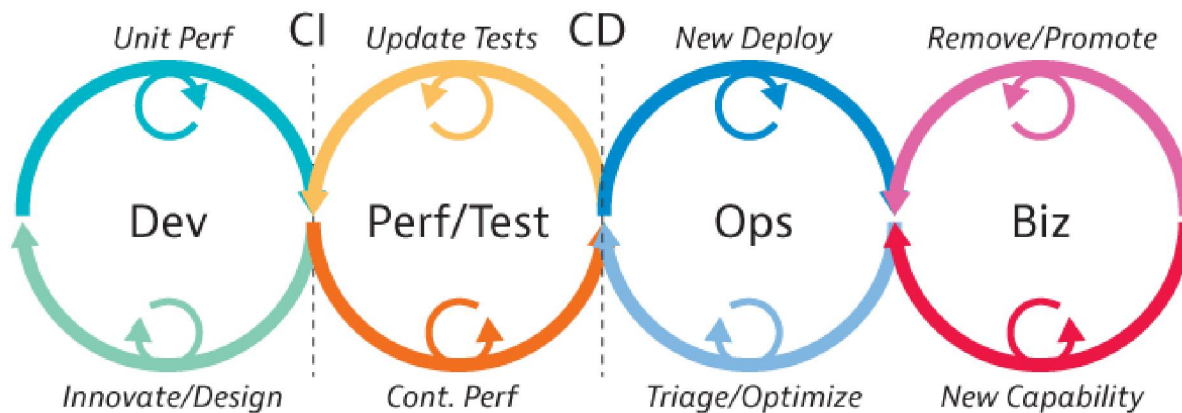 Unit Perf
CI
Update Tests
CD
New Deploy
Remove/Promote
Dev
Perf/Test
Ops
Biz
Innovate/Design
Cont. Perf
Triage/Optimize
New Capability